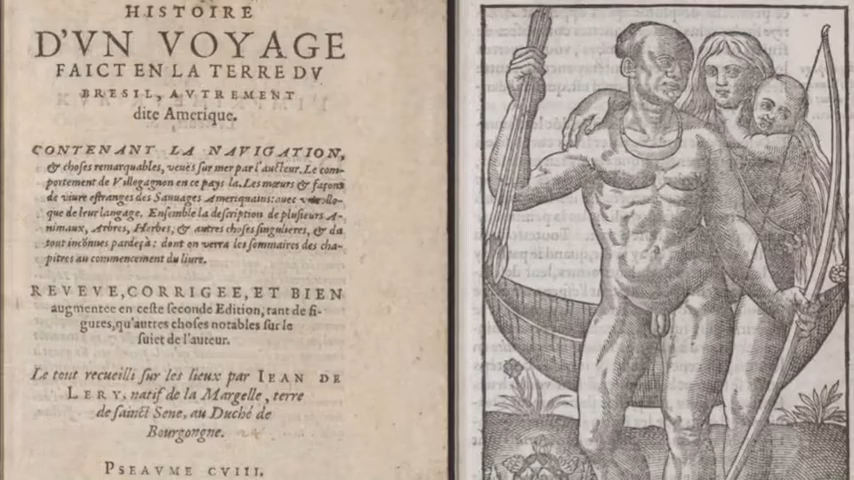 HISTOIRE
D'VN VOYAGE
FAICT EN LA TERRE DV
BRESIL, AVTREMENT
dite Amerique.
CONTENANT LA NAVIGATION,
& choses remarquables, veuës sur mer par l'aucteur. Le com-
portement de Villegagnon en ce pays la. Les mœurs & façons
de viure estranges des Sauuages Ameriquains: auec vn colo-
que de leur langage. Ensemble la description de plusieurs A-
nimaux, Arbres, Herbes, & autres choses singulieres, & du
tout incõnues pardeça: dont on verra les sommaires des cha-
pitres au commencement du liure.
REVEVE, CORRIGEE, ET BIEN
augmentee en ceste seconde Edition, tant de fi-
gures, qu'autres choses notables sur le
suiet de l'auteur.
Le tout recueilli sur les lieux par IEAN DE
LERY, natif de la Margelle, terre
de sainct Sene, au Duché de
Bourgongne.
PSEAVME CVIII.